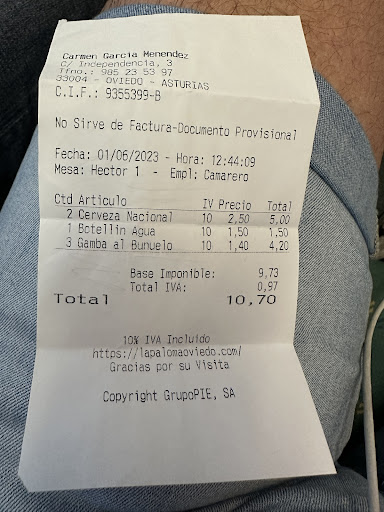 Carmen Garcia Menendez
C/ Independencia, 3
Tfno.: 985 23 53 97
33004 - OVIEDO - ASTURIAS
C.I.F.: 9355399-B
No Sirve de Factura-Documento Provisional
Fecha: 01/06/2023 - Hora: 12:44:09
Mesa: Hector 1 - Empl: Camarero
Ctd Articulo IV Precio Total
2 Cerveza Nacional 10 2,50 5,00
1 Botellin Agua 10 1,50 1,50
3 Gamba al Bunuelo 10 1,40 4,20
Base Imponible: 9,73
Total IVA: 0,97
Total 10,70
10% IVA Incluido
https://lapalomaoviedo.com/
Gracias por su Visita
Copyright GrupoPIE, SA